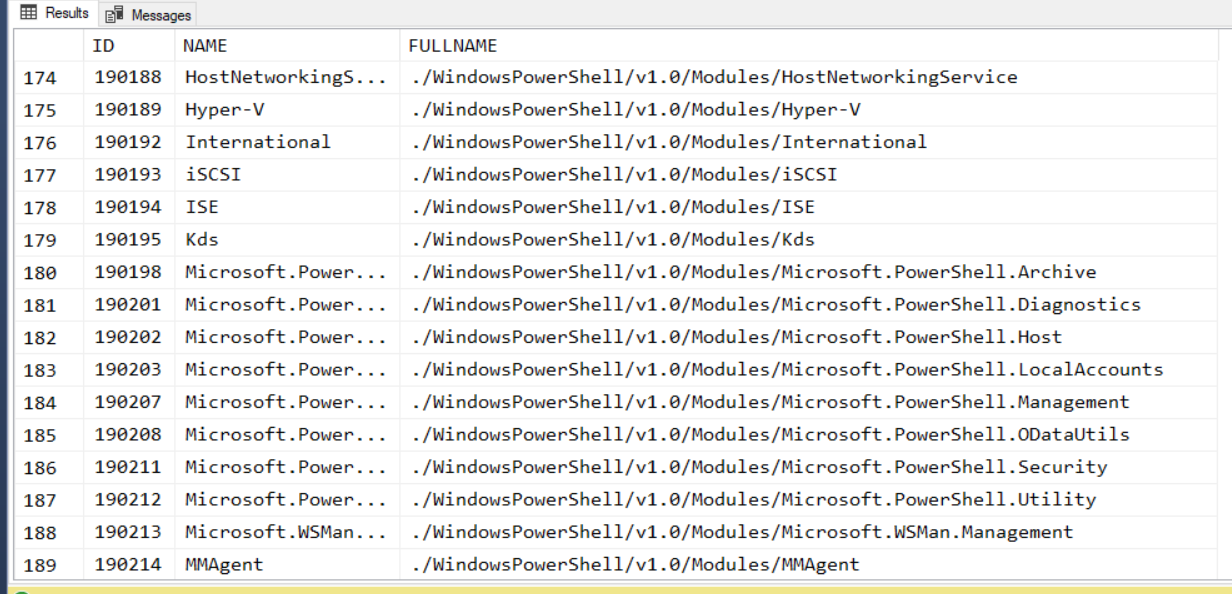 Results Messages
ID NAME FULLNAME
174 190188 HostNetworkingS... ./WindowsPowerShell/v1.0/Modules/HostNetworkingService
175 190189 Hyper-V ./WindowsPowerShell/v1.0/Modules/Hyper-V
176 190192 International ./WindowsPowerShell/v1.0/Modules/International
177 190193 iSCSI ./WindowsPowerShell/v1.0/Modules/iSCSI
178 190194 ISE ./WindowsPowerShell/v1.0/Modules/ISE
179 190195 Kds ./WindowsPowerShell/v1.0/Modules/Kds
180 190198 Microsoft.Power... ./WindowsPowerShell/v1.0/Modules/Microsoft.PowerShell.Archive
181 190201 Microsoft.Power... ./WindowsPowerShell/v1.0/Modules/Microsoft.PowerShell.Diagnostics
182 190202 Microsoft.Power... ./WindowsPowerShell/v1.0/Modules/Microsoft.PowerShell.Host
183 190203 Microsoft.Power... ./WindowsPowerShell/v1.0/Modules/Microsoft.PowerShell.LocalAccounts
184 190207 Microsoft.Power... ./WindowsPowerShell/v1.0/Modules/Microsoft.PowerShell.Management
185 190208 Microsoft.Power... ./WindowsPowerShell/v1.0/Modules/Microsoft.PowerShell.ODataUtils
186 190211 Microsoft.Power... ./WindowsPowerShell/v1.0/Modules/Microsoft.PowerShell.Security
187 190212 Microsoft.Power... ./WindowsPowerShell/v1.0/Modules/Microsoft.PowerShell.Utility
188 190213 Microsoft.WSMan... ./WindowsPowerShell/v1.0/Modules/Microsoft.WSMan.Management
189 190214 MMAgent ./WindowsPowerShell/v1.0/Modules/MMAgent